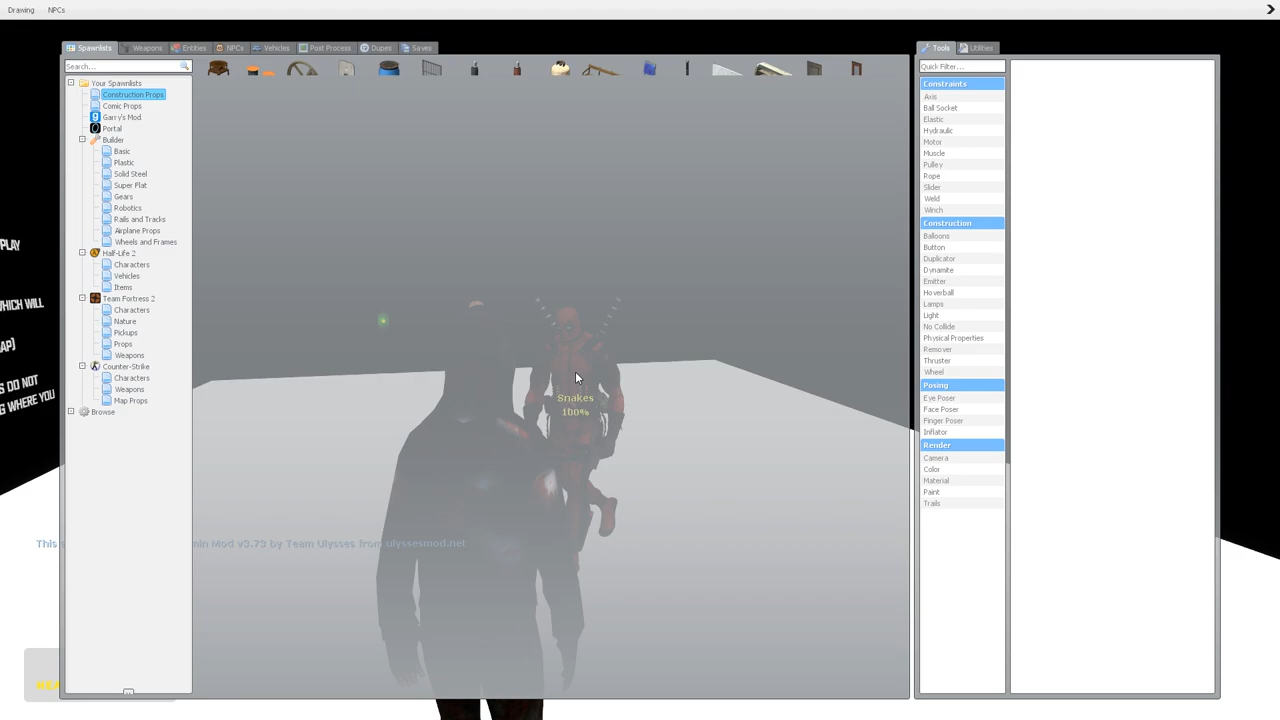 Drawing NPCs
Spawnlists Weapons Entities NPCs Vehicles Post Process Dupes Saves
Search...
Your Spawnlists
Construction Props
Comic Props
Garry's Mod
Portal
Builder
Basic
Plastic
Solid Steel
Super Flat
Gears
Robotics
Rails and Tracks
Airplane Props
Wheels and Frames
Half-Life 2
Characters
Vehicles
Items
Team Fortress 2
Characters
Nature
Pickups
Props
Weapons
Counter-Strike
Characters
Weapons
Map Props
Browse
PLAY
WHICH WILL
AP)
S DO NOT
NG WHERE YOU
Snakes
100%
This s
min Mod v3.73 by Team Ulysses from ulyssesmod.net
Tools Utilities
Quick Filter...
Constraints
Axis
Ball Socket
Elastic
Hydraulic
Motor
Muscle
Pulley
Rope
Slider
Weld
Winch
Construction
Balloons
Button
Duplicator
Dynamite
Emitter
Hoverball
Lamps
Light
No Collide
Physical Properties
Remover
Thruster
Wheel
Posing
Eye Poser
Face Poser
Finger Poser
Inflator
Render
Camera
Color
Material
Paint
Trails